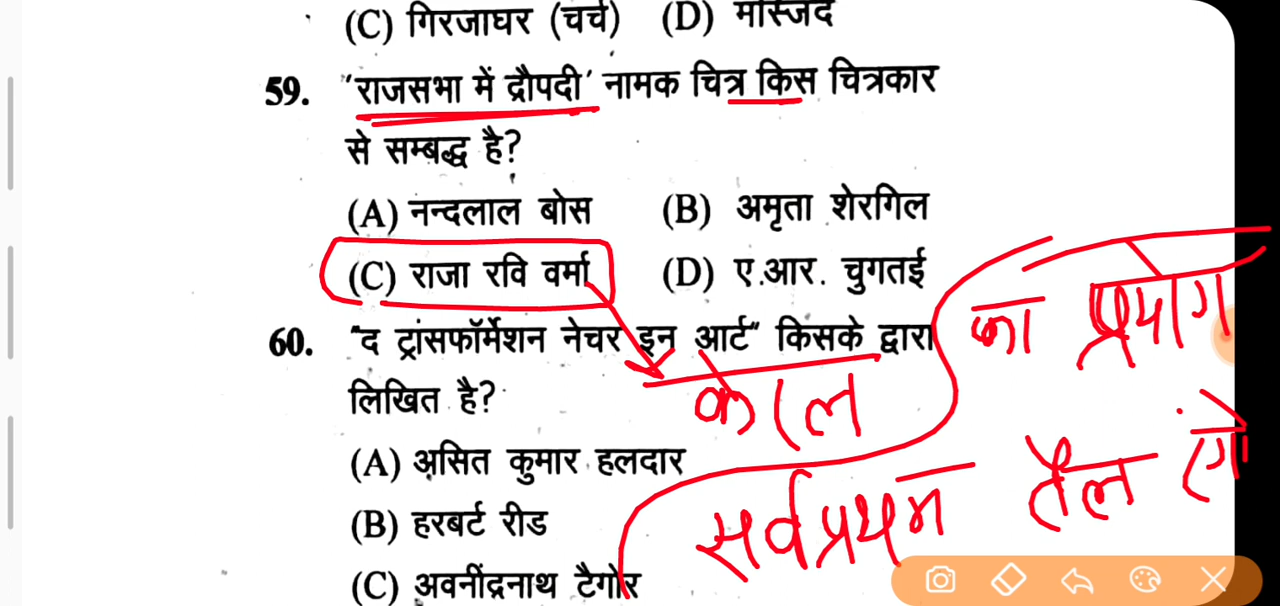 (C) गिरजाघर (चर्च) (D) मस्जिद
59. "राजसभा में द्रौपदी' नामक चित्र किस चित्रकार
से सम्बद्ध है?
(A) नन्दलाल बोस (B) अमृता शेरगिल
(C) राजा रवि वर्मा (D) ए.आर. चुगतई
60. "द ट्रांसफॉर्मेशन नेचर इन आर्ट" किसके द्वारा
का प्रयोग
लिखित है?
(A) असित कुमार हलदार
सर्वप्रथम तैल
(B) हरबर्ट रीड
(C) अवनींद्रनाथ टैगोर